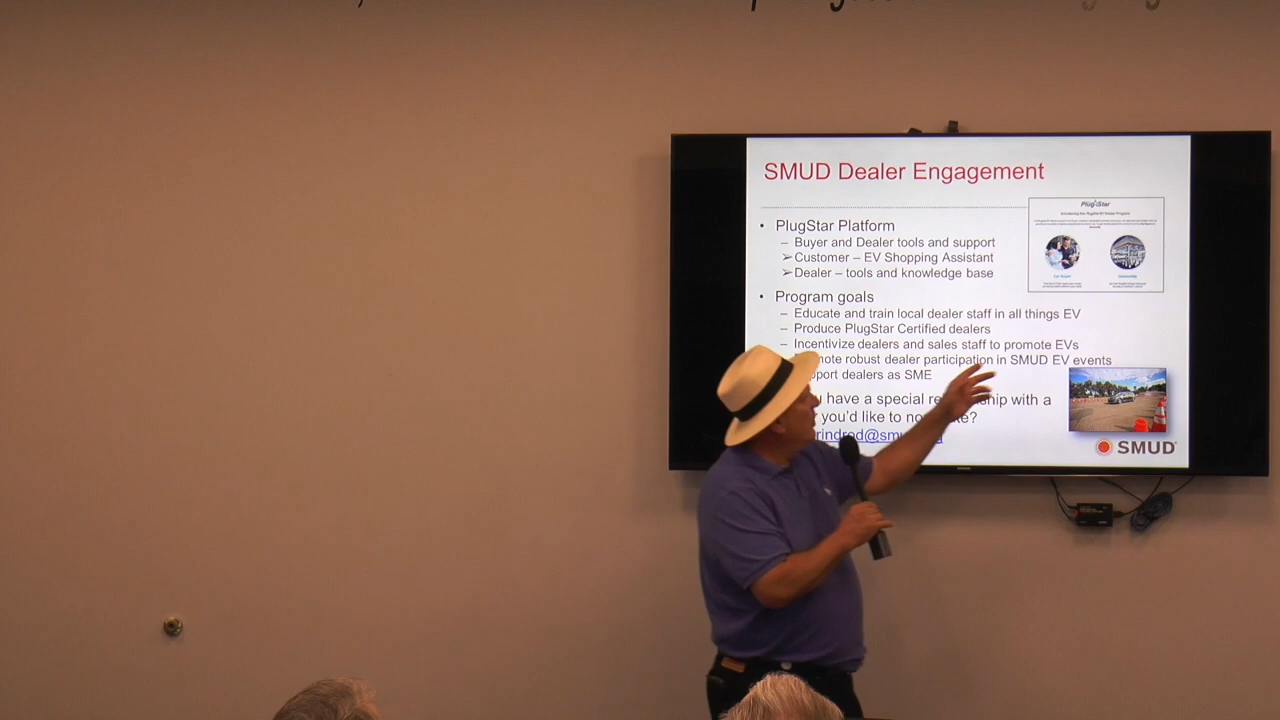 SMUD Dealer Engagement
• PlugStar Platform
– Buyer and Dealer tools and support
➢Customer – EV Shopping Assistant
➢Dealer – tools and knowledge base
• Program goals
– Educate and train local dealer staff in all things EV
– Produce PlugStar Certified dealers
– Incentivize dealers and sales staff to promote EVs
robust dealer participation in SMUD EV events
dealers as SME
have a special with a
you'd like to
PlugStar
SMUD